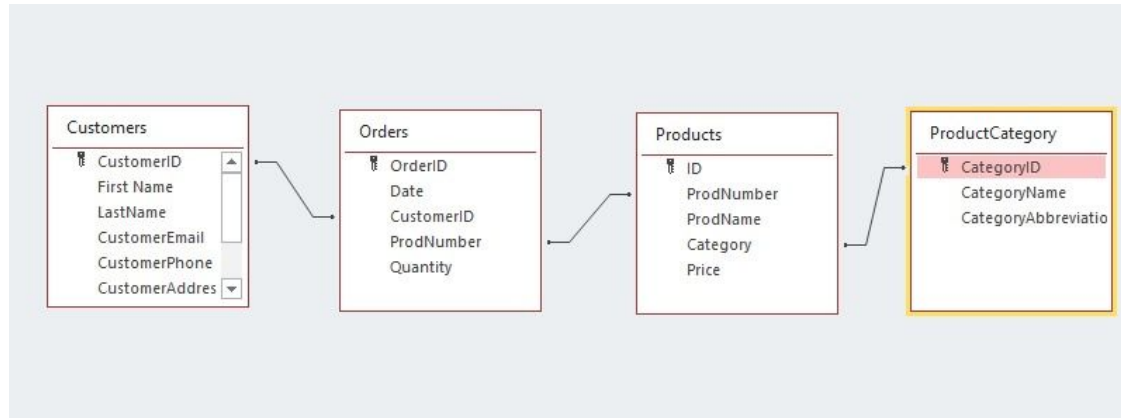 Customers
CustomerID
First Name
LastName
CustomerEmail
CustomerPhone
CustomerAddres
Orders
OrderID
Date
CustomerID
ProdNumber
Quantity
Products
ID
ProdNumber
ProdName
Category
Price
ProductCategory
CategoryID
CategoryName
CategoryAbbreviatio